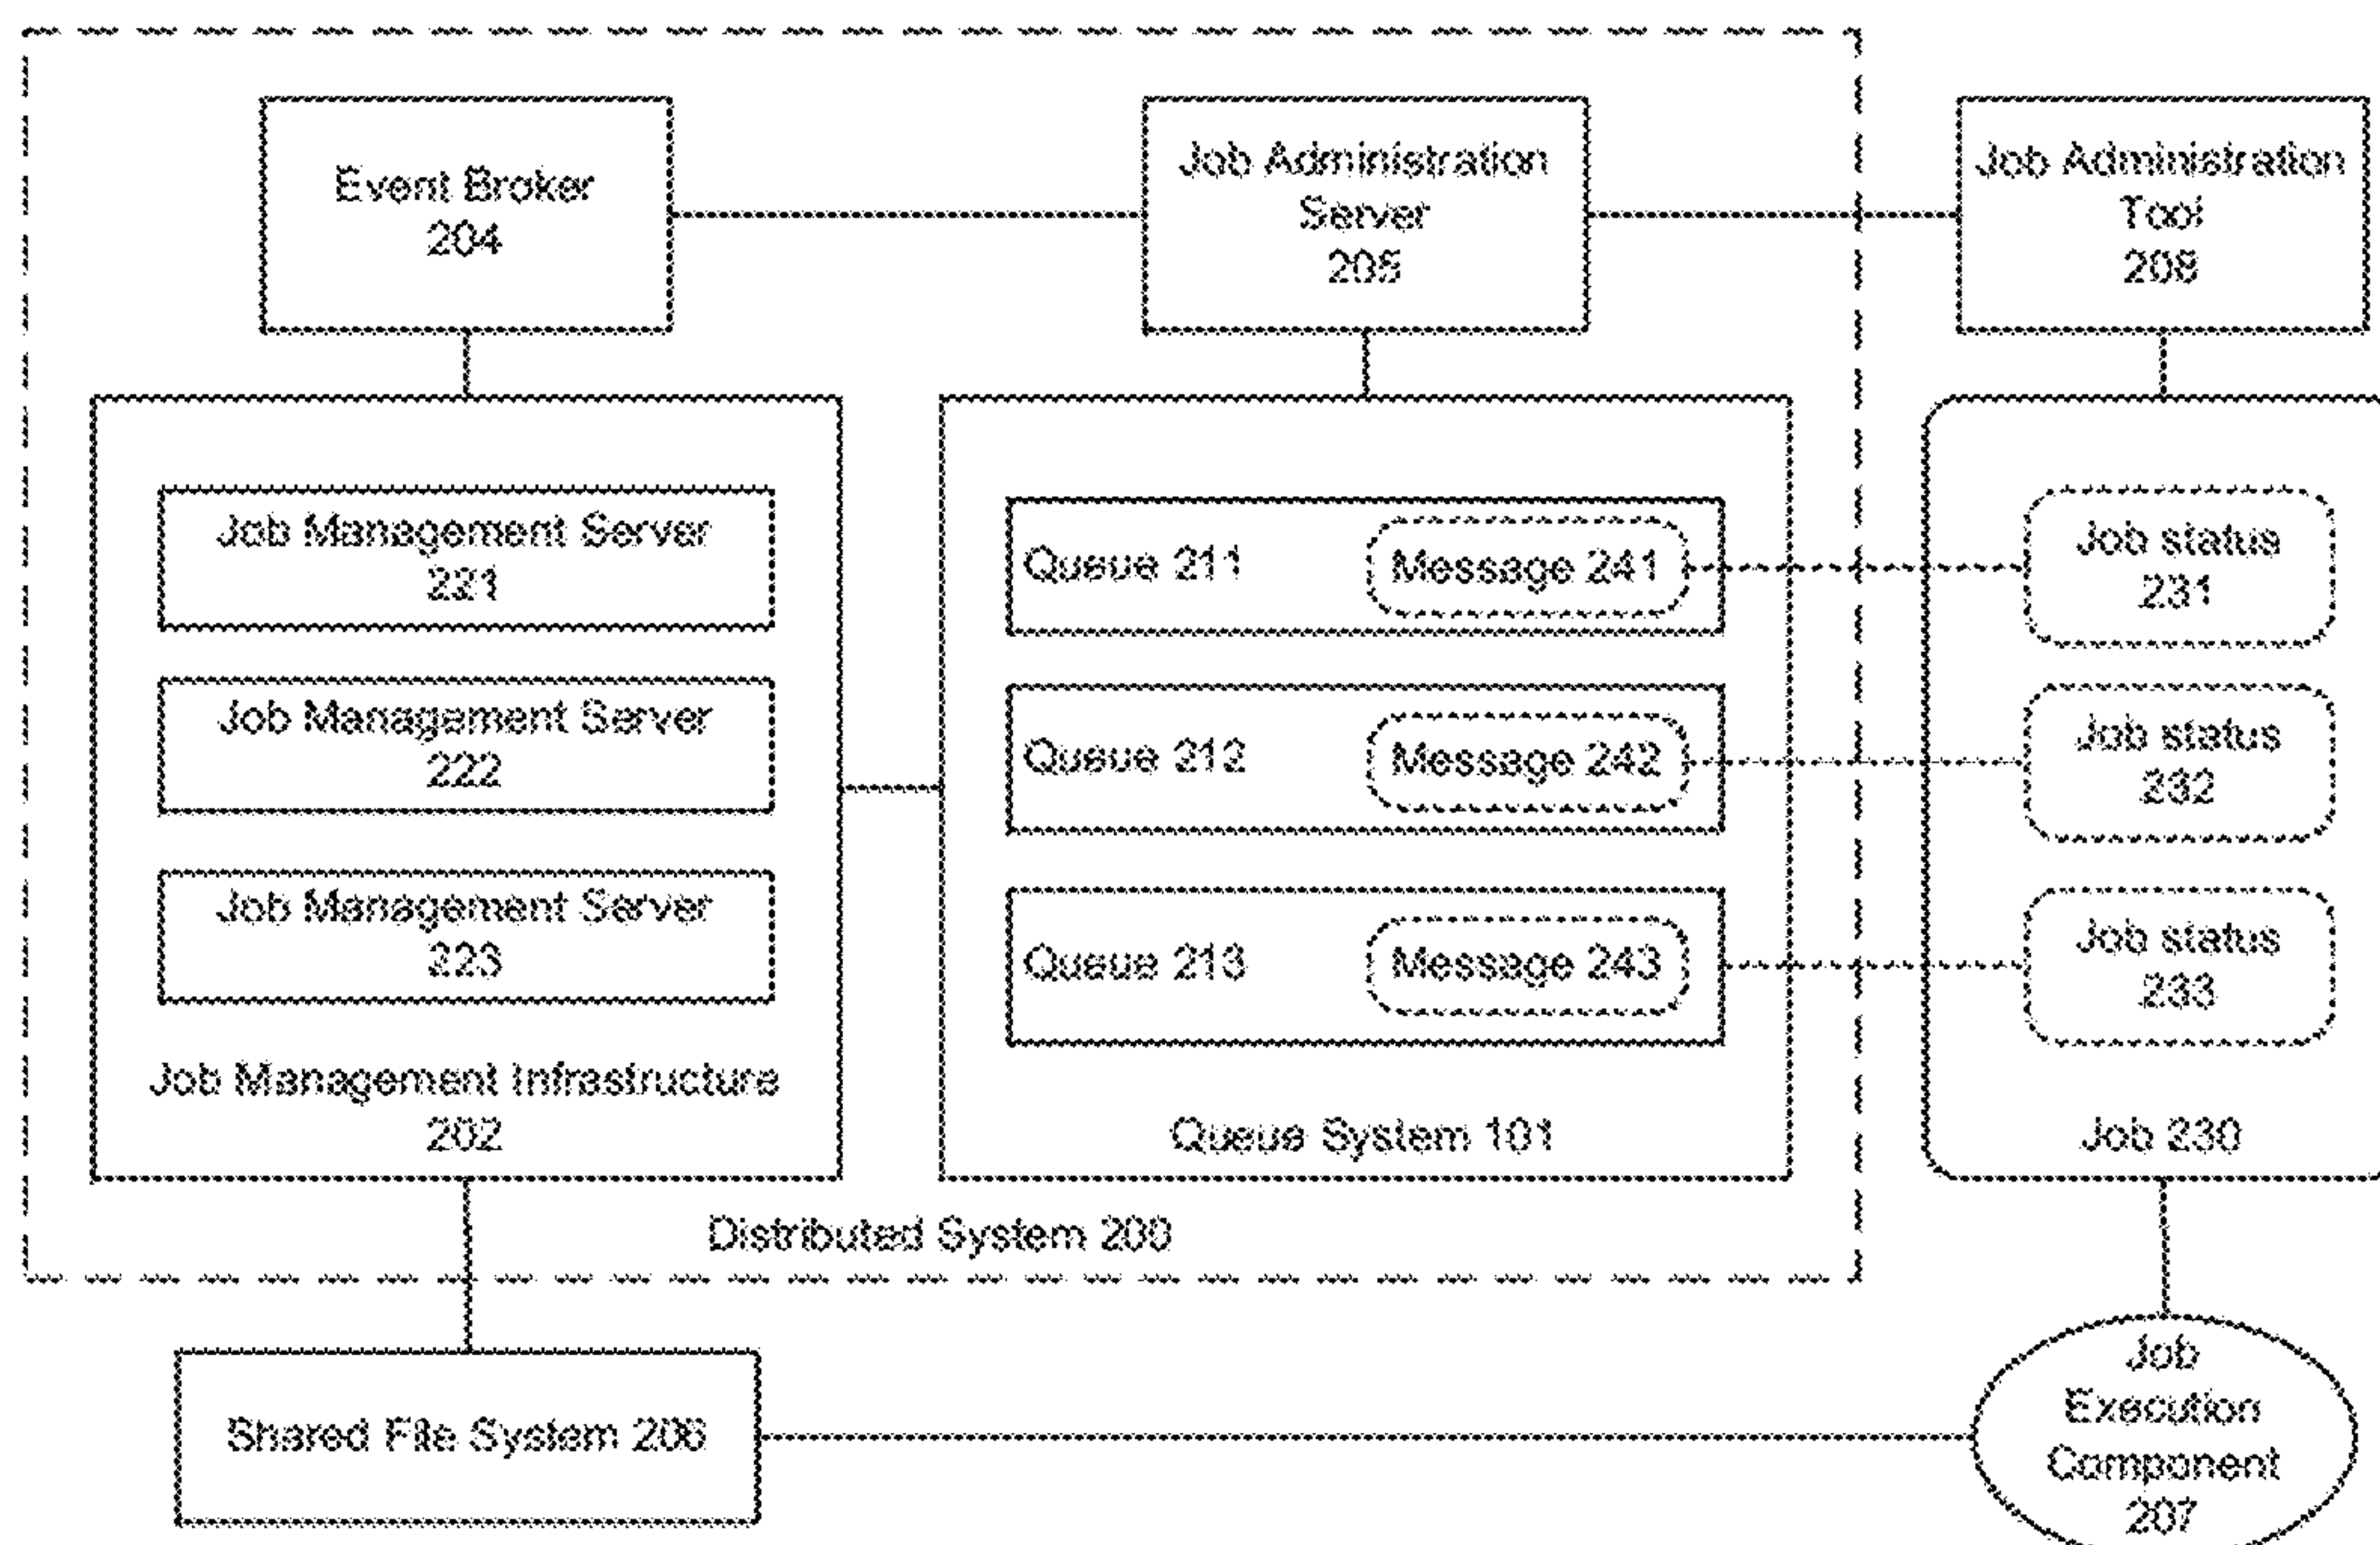 Event Broker
204
Job Administration
Server
205
Job Administration
Tool
208
Job Management Server
221
Job Management Server
222
Job Management Server
223
Job Management Infrastructure
202
Queue 211
Message 241
Queue 212
Message 242
Queue 213
Message 243
Queue System 101
Job status
231
Job status
232
Job status
233
Job 230
Distributed System 200
Shared File System 206
Job
Execution
Component
207